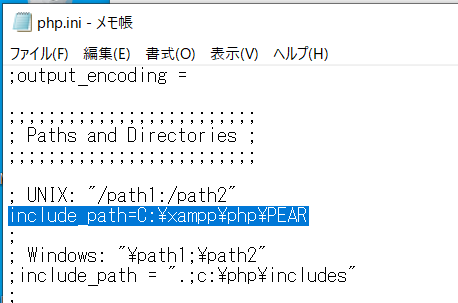 php.ini - メモ帳
ファイル(F) 編集(E) 書式(O) 表示(V) ヘルプ(H)
;output_encoding =
;;;;;;;;;;;;;;;;;;;;;;;;;
; Paths and Directories ;
;;;;;;;;;;;;;;;;;;;;;;;;;
; UNIX: "/path1:/path2"
include_path=C:¥xampp¥php¥PEAR
;
; Windows: "¥path1;¥path2"
;include_path = ".;c:¥php¥includes"
;